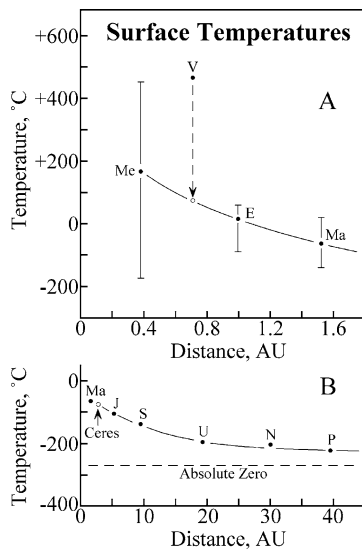 Surface Temperatures
+600
+400
+200
0
-200
Temperature, °C
V
A
Me
E
Ma
0 0.4 0.8 1.2 1.6
Distance, AU
0
-200
-400
Temperature, °C
B
Ma
J
S
U
N
P
Ceres
Absolute Zero
0 10 20 30 40
Distance, AU